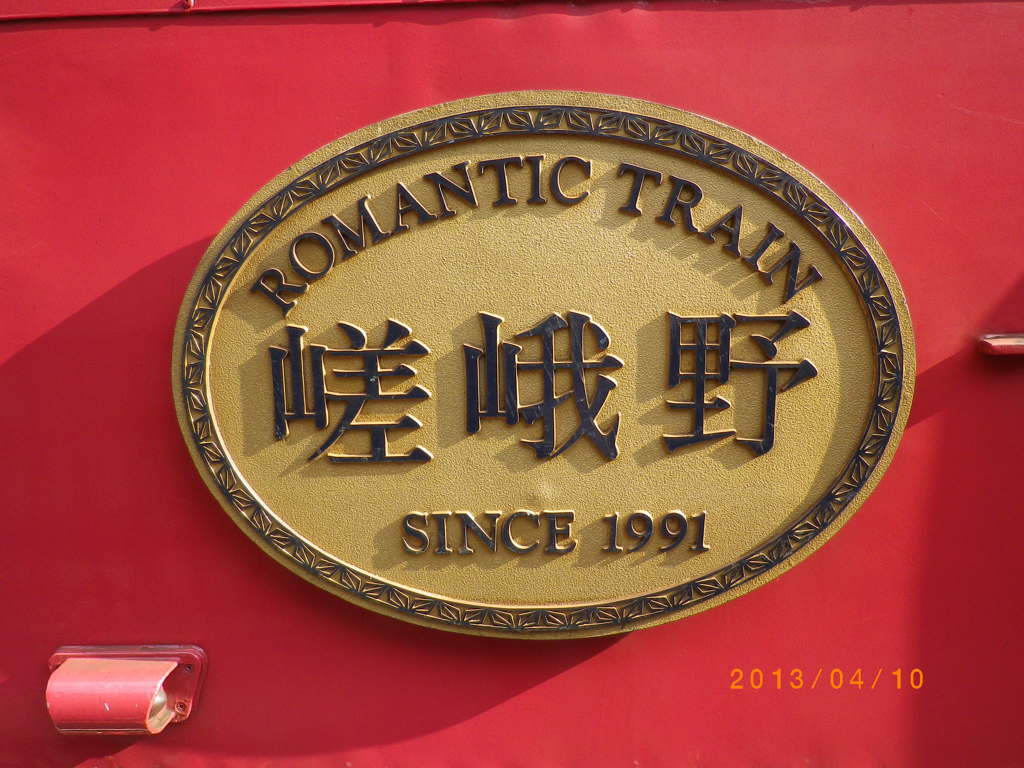 ROMANTIC TRAIN
嵯峨野
SINCE 1991
2013/04/10